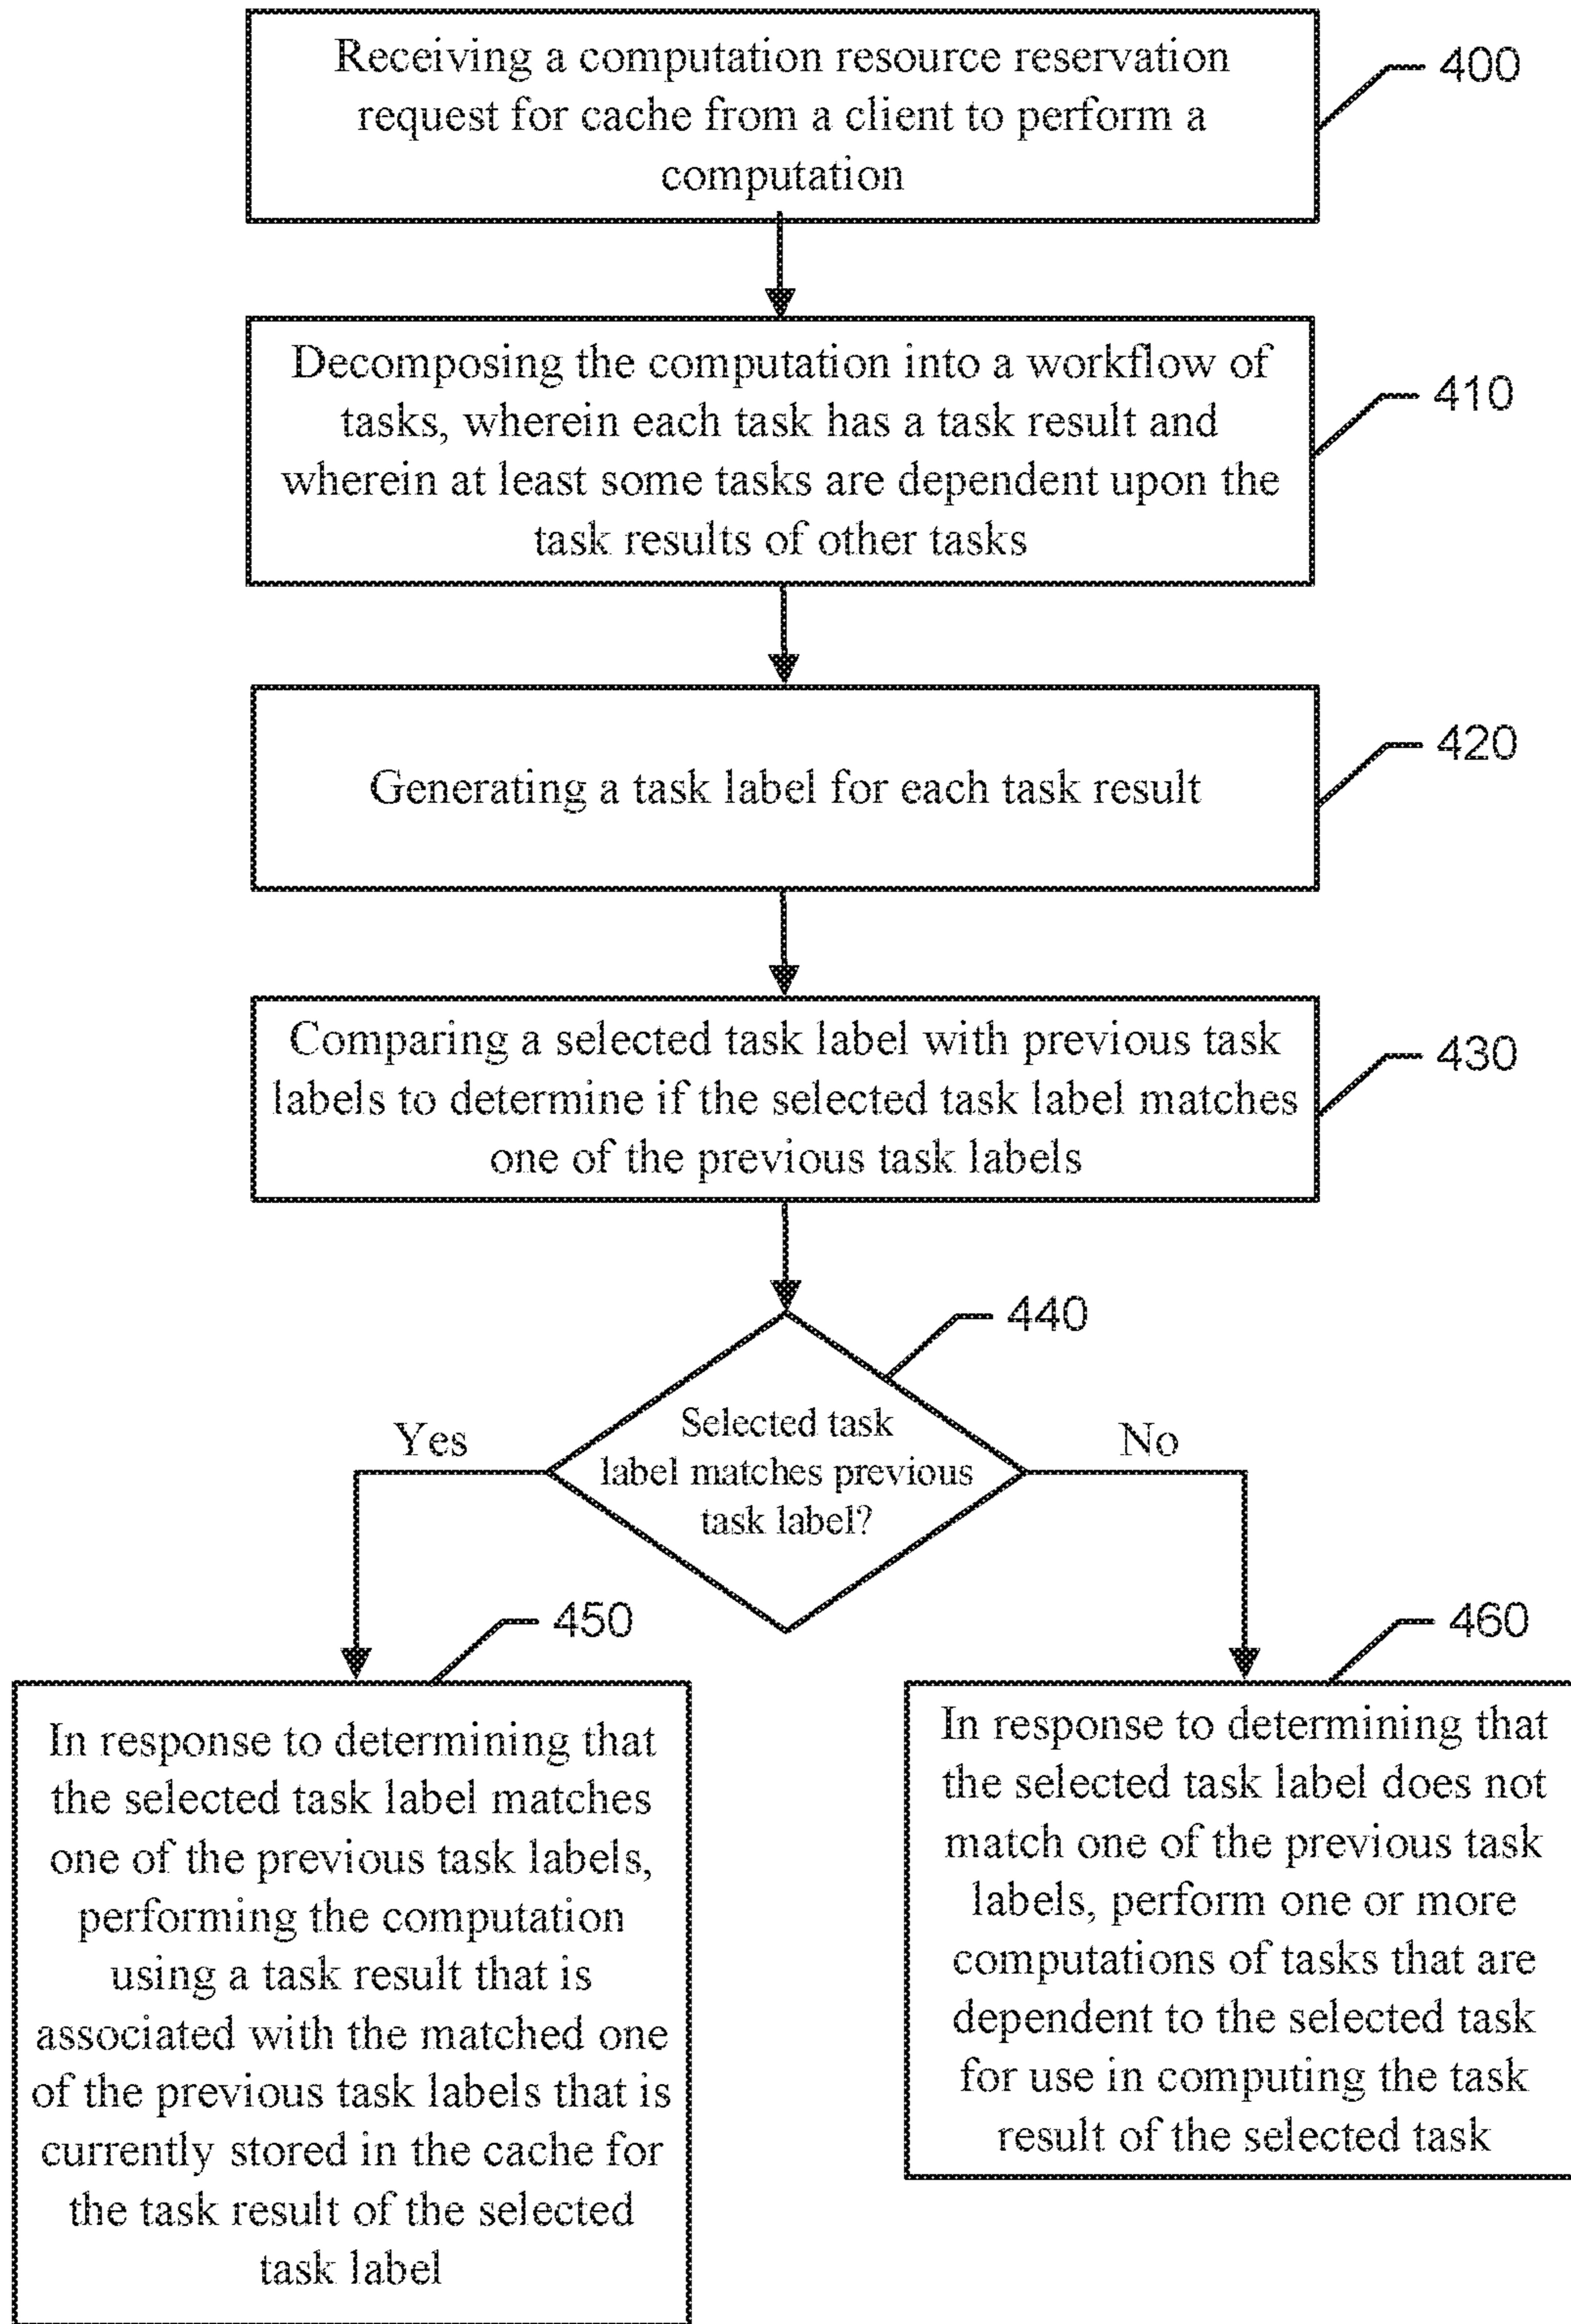 Receiving a computation resource reservation
request for cache from a client to perform a
computation
400
Decomposing the computation into a workflow of
tasks, wherein each task has a task result and
wherein at least some tasks are dependent upon the
task results of other tasks
410
Generating a task label for each task result
420
Comparing a selected task label with previous task
labels to determine if the selected task label matches
one of the previous task labels
430
440
Selected task
label matches previous
task label?
Yes
No
450
In response to determining that
the selected task label matches
one of the previous task labels,
performing the computation
using a task result that is
associated with the matched one
of the previous task labels that is
currently stored in the cache for
the task result of the selected
task label
460
In response to determining that
the selected task label does not
match one of the previous task
labels, perform one or more
computations of tasks that are
dependent to the selected task
for use in computing the task
result of the selected task